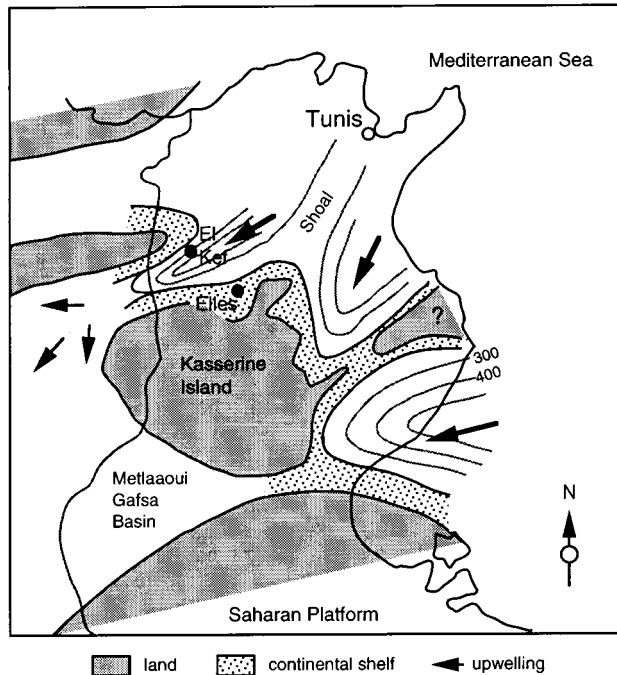 Mediterranean Sea
Tunis
Shoal
El
Kef
Elles
?
Kasserine
Island
300
400
Metlaaoui
Gafsa
Basin
N
Saharan Platform
land
continental shelf
upwelling